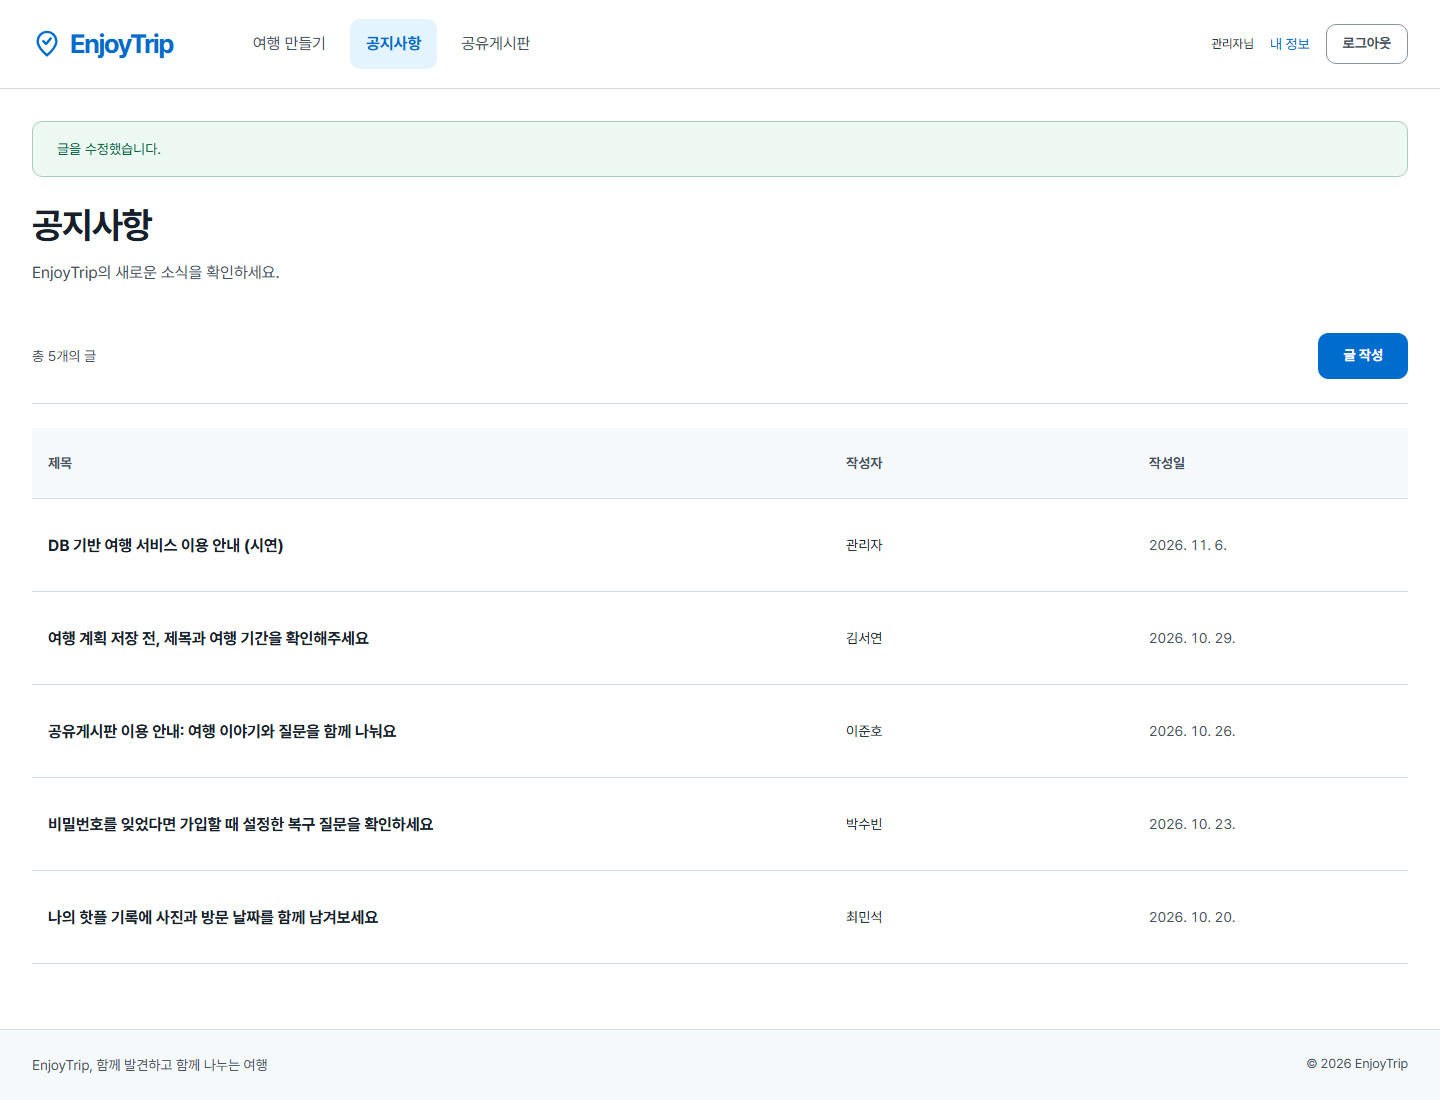 EnjoyTrip
여행 만들기
공지사항
공유게시판
관리자님
내 정보
로그아웃
글을 수정했습니다.
공지사항
EnjoyTrip의 새로운 소식을 확인하세요.
총 5개의 글
글 작성
제목 작성자 작성일
DB 기반 여행 서비스 이용 안내 (시연) 관리자 2026. 11. 6.
여행 계획 저장 전, 제목과 여행 기간을 확인해주세요 김서연 2026. 10. 29.
공유게시판 이용 안내: 여행 이야기와 질문을 함께 나눠요 이준호 2026. 10. 26.
비밀번호를 잊었다면 가입할 때 설정한 복구 질문을 확인하세요 박수빈 2026. 10. 23.
나의 핫플 기록에 사진과 방문 날짜를 함께 남겨보세요 최민석 2026. 10. 20.
EnjoyTrip, 함께 발견하고 함께 나누는 여행
© 2026 EnjoyTrip